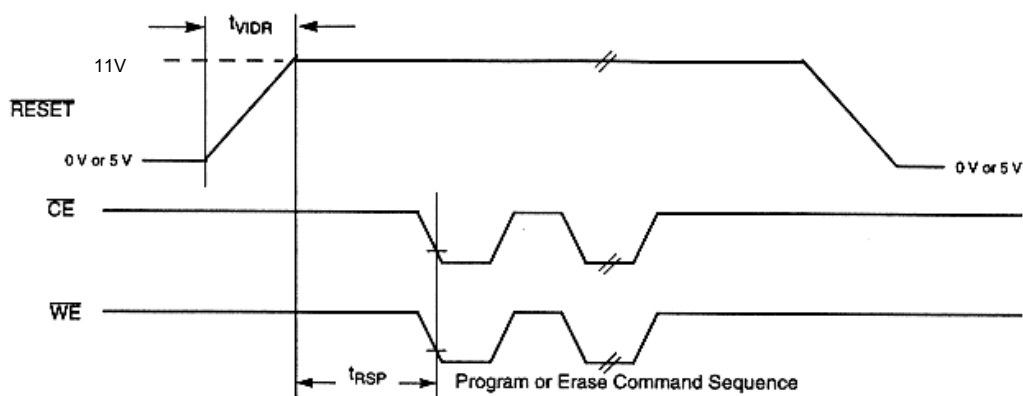 tVIDR
11V
RESET
0 V or 5 V
0 V or 5 V
CE
WE
tRSP
Program or Erase Command Sequence